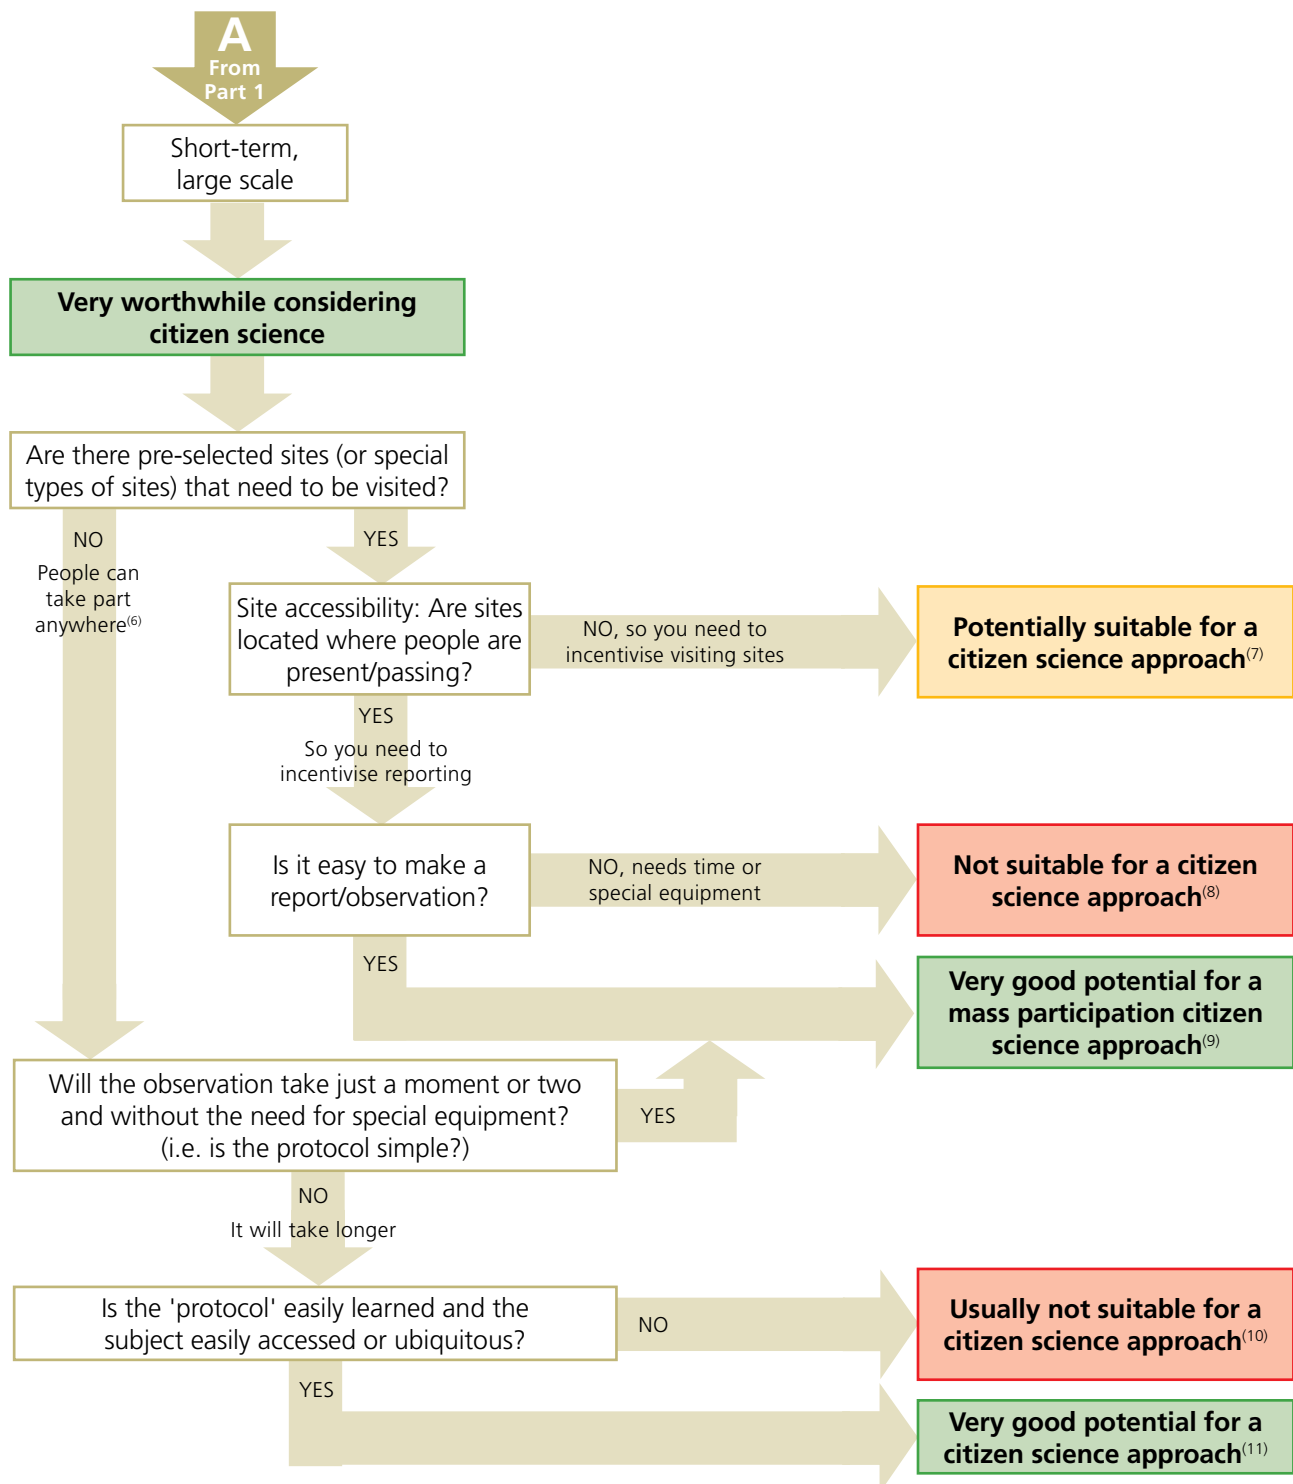 A
From
Part 1
Short-term,
large scale
Very worthwhile considering
citizen science
Are there pre-selected sites (or special
types of sites) that need to be visited?
NO
People can
take part
anywhere(6)
YES
Site accessibility: Are sites
located where people are
present/passing?
NO, so you need to
incentivise visiting sites
Potentially suitable for a
citizen science approach(7)
YES
So you need to
incentivise reporting
Is it easy to make a
report/observation?
NO, needs time or
special equipment
Not suitable for a citizen
science approach(8)
YES
Very good potential for a
mass participation citizen
science approach(9)
Will the observation take just a moment or two
and without the need for special equipment?
(i.e. is the protocol simple?)
YES
NO
It will take longer
Is the 'protocol' easily learned and the
subject easily accessed or ubiquitous?
NO
Usually not suitable for a
citizen science approach(10)
YES
Very good potential for a
citizen science approach(11)